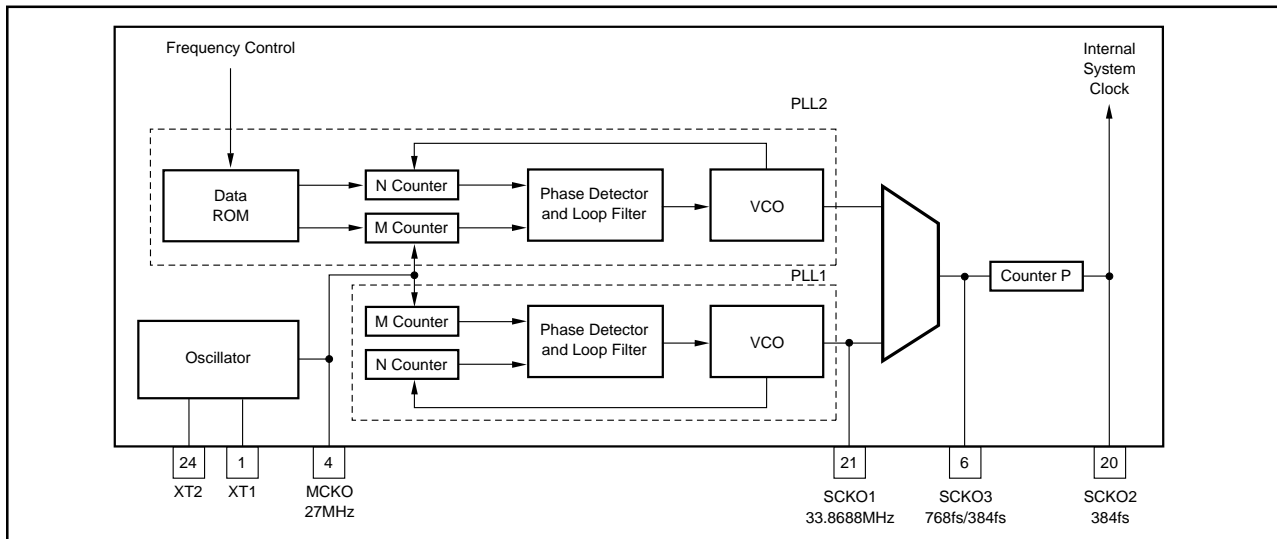 Frequency Control
Internal
System
Clock
PLL2
Data
ROM
N Counter
M Counter
Phase Detector
and Loop Filter
VCO
PLL1
M Counter
N Counter
Phase Detector
and Loop Filter
VCO
Counter P
Oscillator
24
XT2
1
XT1
4
MCKO
27MHz
21
SCKO1
33.8688MHz
6
SCKO3
768fs/384fs
20
SCKO2
384fs